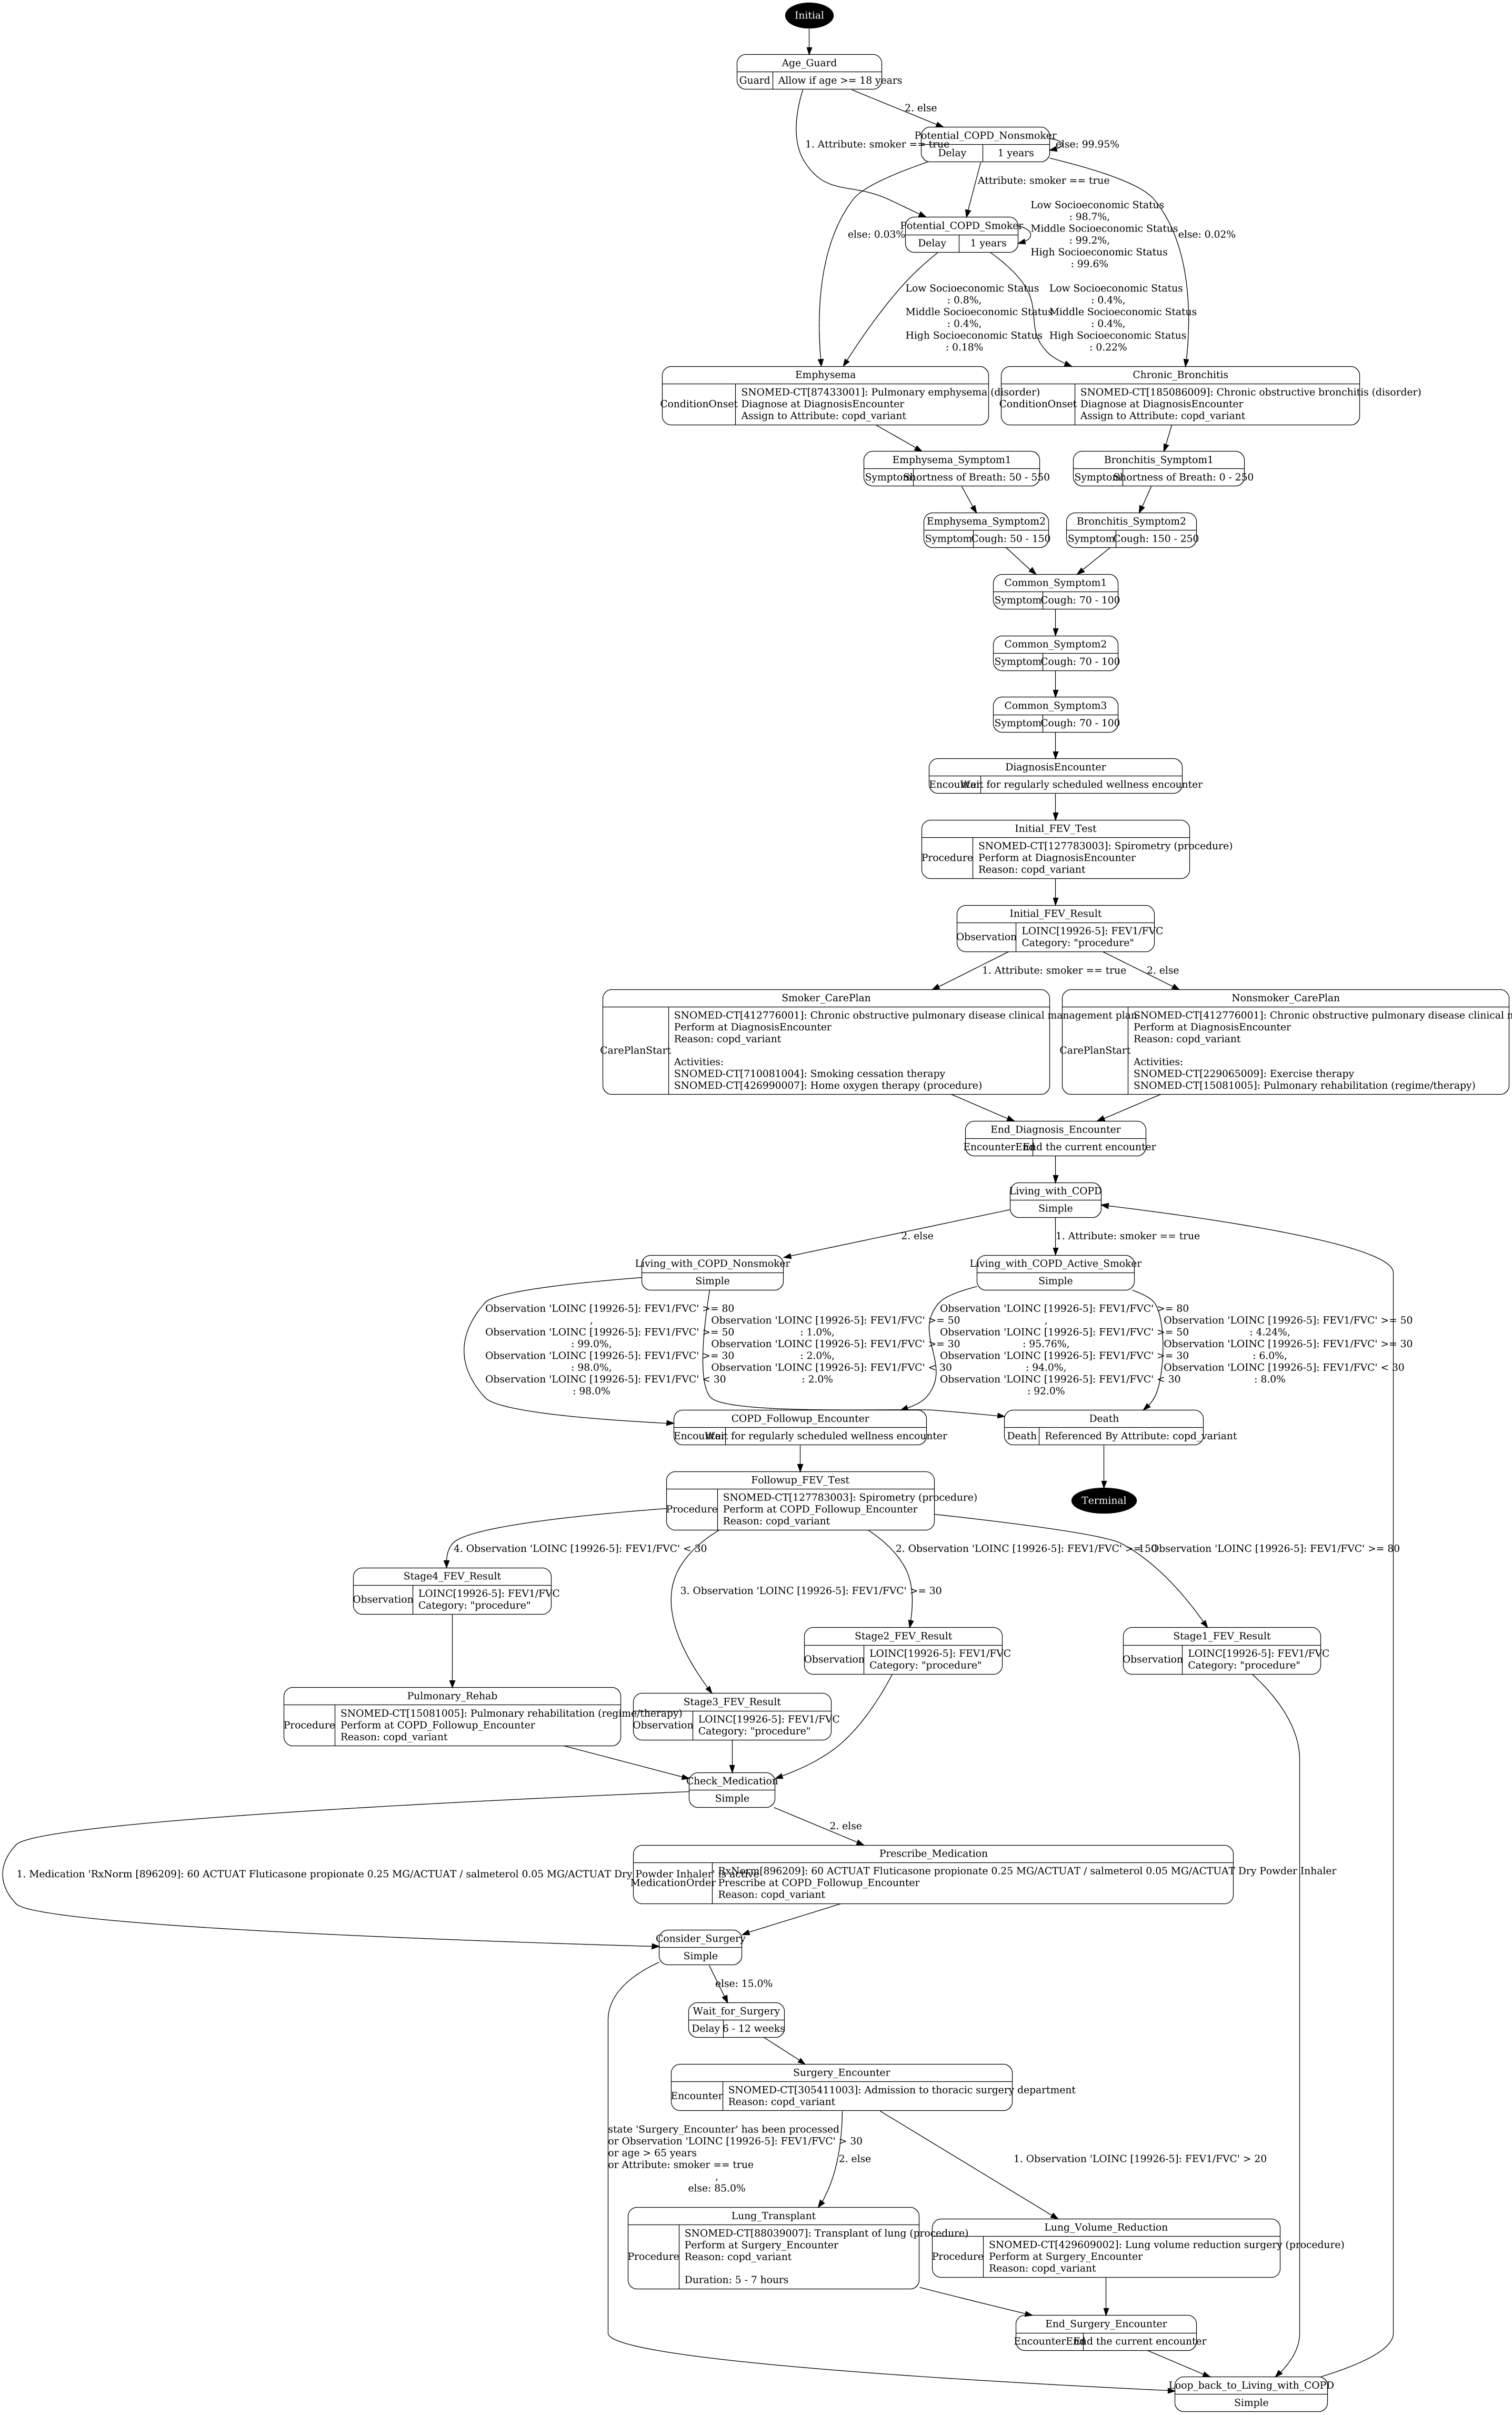 Initial
Age_Guard
Guard
Allow if age >= 18 years
2. else
Potential_COPD_Nonsmoker
Delay
1 years
1. Attribute: smoker == true
else: 99.95%
Attribute: smoker == true
Low Socioeconomic Status
: 98.7%,
Middle Socioeconomic Status
: 99.2%,
High Socioeconomic Status
: 99.6%
Potential_COPD_Smoker
Delay
1 years
else: 0.03%
else: 0.02%
Low Socioeconomic Status
: 0.8%,
Middle Socioeconomic Status
: 0.4%,
High Socioeconomic Status
: 0.18%
Low Socioeconomic Status
: 0.4%,
Middle Socioeconomic Status
: 0.4%,
High Socioeconomic Status
: 0.22%
Emphysema
ConditionOnset
SNOMED-CT[87433001]: Pulmonary emphysema (disorder)
Diagnose at DiagnosisEncounter
Assign to Attribute: copd_variant
Chronic_Bronchitis
ConditionOnset
SNOMED-CT[185086009]: Chronic obstructive bronchitis (disorder)
Diagnose at DiagnosisEncounter
Assign to Attribute: copd_variant
Emphysema_Symptom1
Symptom
Shortness of Breath: 50 - 550
Bronchitis_Symptom1
Symptom
Shortness of Breath: 0 - 250
Emphysema_Symptom2
Symptom
Cough: 50 - 150
Bronchitis_Symptom2
Symptom
Cough: 150 - 250
Common_Symptom1
Symptom
Cough: 70 - 100
Common_Symptom2
Symptom
Cough: 70 - 100
Common_Symptom3
Symptom
Cough: 70 - 100
DiagnosisEncounter
Encounter
Wait for regularly scheduled wellness encounter
Initial_FEV_Test
Procedure
SNOMED-CT[127783003]: Spirometry (procedure)
Perform at DiagnosisEncounter
Reason: copd_variant
Initial_FEV_Result
Observation
LOINC[19926-5]: FEV1/FVC
Category: "procedure"
1. Attribute: smoker == true
2. else
Smoker_CarePlan
CarePlanStart
SNOMED-CT[412776001]: Chronic obstructive pulmonary disease clinical management plan
Perform at DiagnosisEncounter
Reason: copd_variant
Activities:
SNOMED-CT[710081004]: Smoking cessation therapy
SNOMED-CT[426990007]: Home oxygen therapy (procedure)
Nonsmoker_CarePlan
CarePlanStart
SNOMED-CT[412776001]: Chronic obstructive pulmonary disease clinical
Perform at DiagnosisEncounter
Reason: copd_variant
Activities:
SNOMED-CT[229065009]: Exercise therapy
SNOMED-CT[15081005]: Pulmonary rehabilitation (regime/therapy)
End_Diagnosis_Encounter
EncounterEnd
End the current encounter
Living_with_COPD
Simple
2. else
1. Attribute: smoker == true
Living_with_COPD_Nonsmoker
Simple
Living_with_COPD_Active_Smoker
Simple
Observation 'LOINC [19926-5]: FEV1/FVC' >= 80
,
Observation 'LOINC [19926-5]: FEV1/FVC' >= 50
: 99.0%,
Observation 'LOINC [19926-5]: FEV1/FVC' >= 30
: 98.0%,
Observation 'LOINC [19926-5]: FEV1/FVC' < 30
: 98.0%
Observation 'LOINC [19926-5]: FEV1/FVC' >= 50
: 1.0%,
Observation 'LOINC [19926-5]: FEV1/FVC' >= 30
: 2.0%,
Observation 'LOINC [19926-5]: FEV1/FVC' < 30
: 2.0%
Observation 'LOINC [19926-5]: FEV1/FVC' >= 80
,
Observation 'LOINC [19926-5]: FEV1/FVC' >= 50
: 95.76%,
Observation 'LOINC [19926-5]: FEV1/FVC' >= 30
: 94.0%,
Observation 'LOINC [19926-5]: FEV1/FVC' < 30
: 92.0%
Observation 'LOINC [19926-5]: FEV1/FVC' >= 50
: 4.24%,
Observation 'LOINC [19926-5]: FEV1/FVC' >= 30
: 6.0%,
Observation 'LOINC [19926-5]: FEV1/FVC' < 30
: 8.0%
COPD_Followup_Encounter
Encounter
Wait for regularly scheduled wellness encounter
Death
Death
Referenced By Attribute: copd_variant
Followup_FEV_Test
Procedure
SNOMED-CT[127783003]: Spirometry (procedure)
Perform at COPD_Followup_Encounter
Reason: copd_variant
Terminal
4. Observation 'LOINC [19926-5]: FEV1/FVC' < 30
2. Observation 'LOINC [19926-5]: FEV1/FVC' >= 50
1. Observation 'LOINC [19926-5]: FEV1/FVC' >= 80
3. Observation 'LOINC [19926-5]: FEV1/FVC' >= 30
Stage4_FEV_Result
Observation
LOINC[19926-5]: FEV1/FVC
Category: "procedure"
Stage2_FEV_Result
Observation
LOINC[19926-5]: FEV1/FVC
Category: "procedure"
Stage1_FEV_Result
Observation
LOINC[19926-5]: FEV1/FVC
Category: "procedure"
Pulmonary_Rehab
Procedure
SNOMED-CT[15081005]: Pulmonary rehabilitation (regime/therapy)
Perform at COPD_Followup_Encounter
Reason: copd_variant
Stage3_FEV_Result
Observation
LOINC[19926-5]: FEV1/FVC
Category: "procedure"
Check_Medication
Simple
2. else
1. Medication 'RxNorm [896209]: 60 ACTUAT Fluticasone propionate 0.25 MG/ACTUAT / salmeterol 0.05 MG/ACTUAT Dry Powder Inhaler' is active
Prescribe_Medication
MedicationOrder
RxNorm[896209]: 60 ACTUAT Fluticasone propionate 0.25 MG/ACTUAT / salmeterol 0.05 MG/ACTUAT Dry Powder Inhaler
Prescribe at COPD_Followup_Encounter
Reason: copd_variant
Consider_Surgery
Simple
else: 15.0%
Wait_for_Surgery
Delay
6 - 12 weeks
Surgery_Encounter
Encounter
SNOMED-CT[305411003]: Admission to thoracic surgery department
Reason: copd_variant
state 'Surgery_Encounter' has been processed
or Observation 'LOINC [19926-5]: FEV1/FVC' > 30
or age > 65 years
or Attribute: smoker == true
,
else: 85.0%
2. else
1. Observation 'LOINC [19926-5]: FEV1/FVC' > 20
Lung_Transplant
Procedure
SNOMED-CT[88039007]: Transplant of lung (procedure)
Perform at Surgery_Encounter
Reason: copd_variant
Duration: 5 - 7 hours
Lung_Volume_Reduction
Procedure
SNOMED-CT[429609002]: Lung volume reduction surgery (procedure)
Perform at Surgery_Encounter
Reason: copd_variant
End_Surgery_Encounter
EncounterEnd
End the current encounter
Loop_back_to_Living_with_COPD
Simple